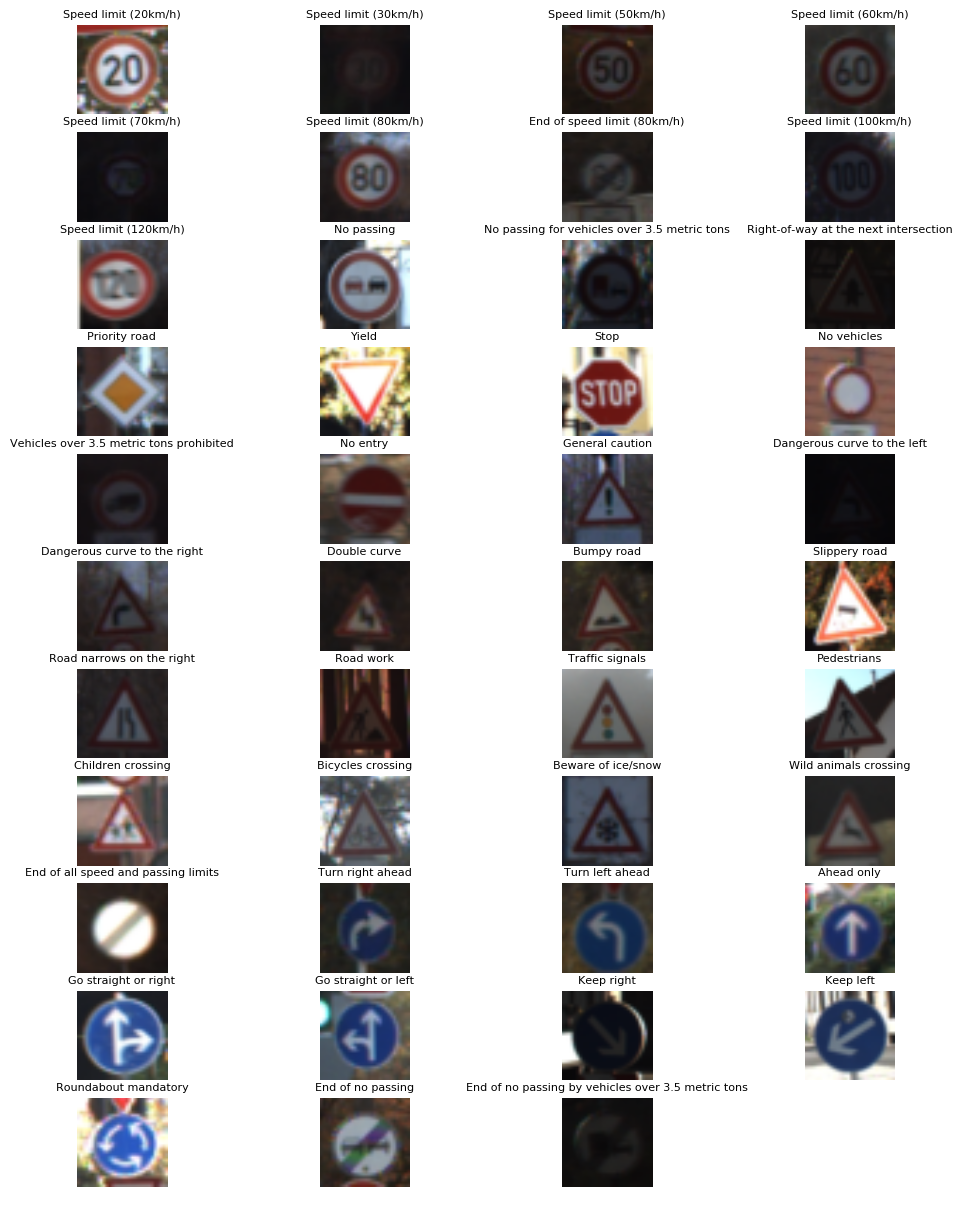 Speed limit (20km/h)
Speed limit (30km/h)
Speed limit (50km/h)
Speed limit (60km/h)
20
50
60
Speed limit (70km/h)
Speed limit (80km/h)
End of speed limit (80km/h)
Speed limit (100km/h)
70
80
80
100
Speed limit (120km/h)
No passing
No passing for vehicles over 3.5 metric tons
Right-of-way at the next intersection
120
Priority road
Yield
Stop
No vehicles
STOP
Vehicles over 3.5 metric tons prohibited
No entry
General caution
Dangerous curve to the left
Dangerous curve to the right
Double curve
Bumpy road
Slippery road
Road narrows on the right
Road work
Traffic signals
Pedestrians
Children crossing
Bicycles crossing
Beware of ice/snow
Wild animals crossing
End of all speed and passing limits
Turn right ahead
Turn left ahead
Ahead only
Go straight or right
Go straight or left
Keep right
Keep left
Roundabout mandatory
End of no passing
End of no passing by vehicles over 3.5 metric tons